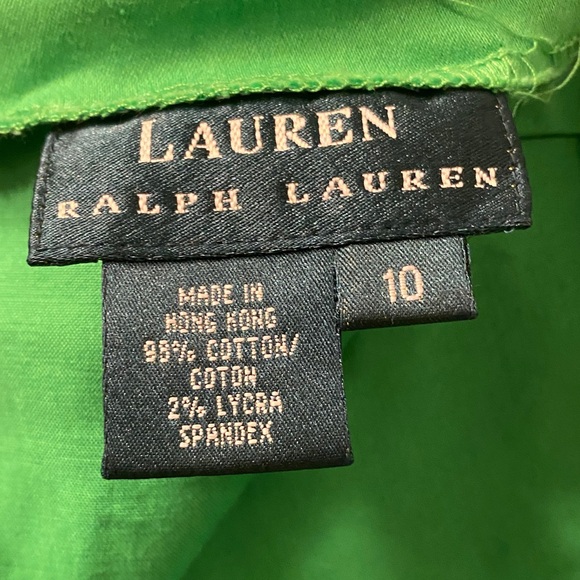 LAUREN
RALPH LAUREN
10
MADE IN
HONG KONG
98% COTTON/
COTON
2% LYCRA
SPANDEX